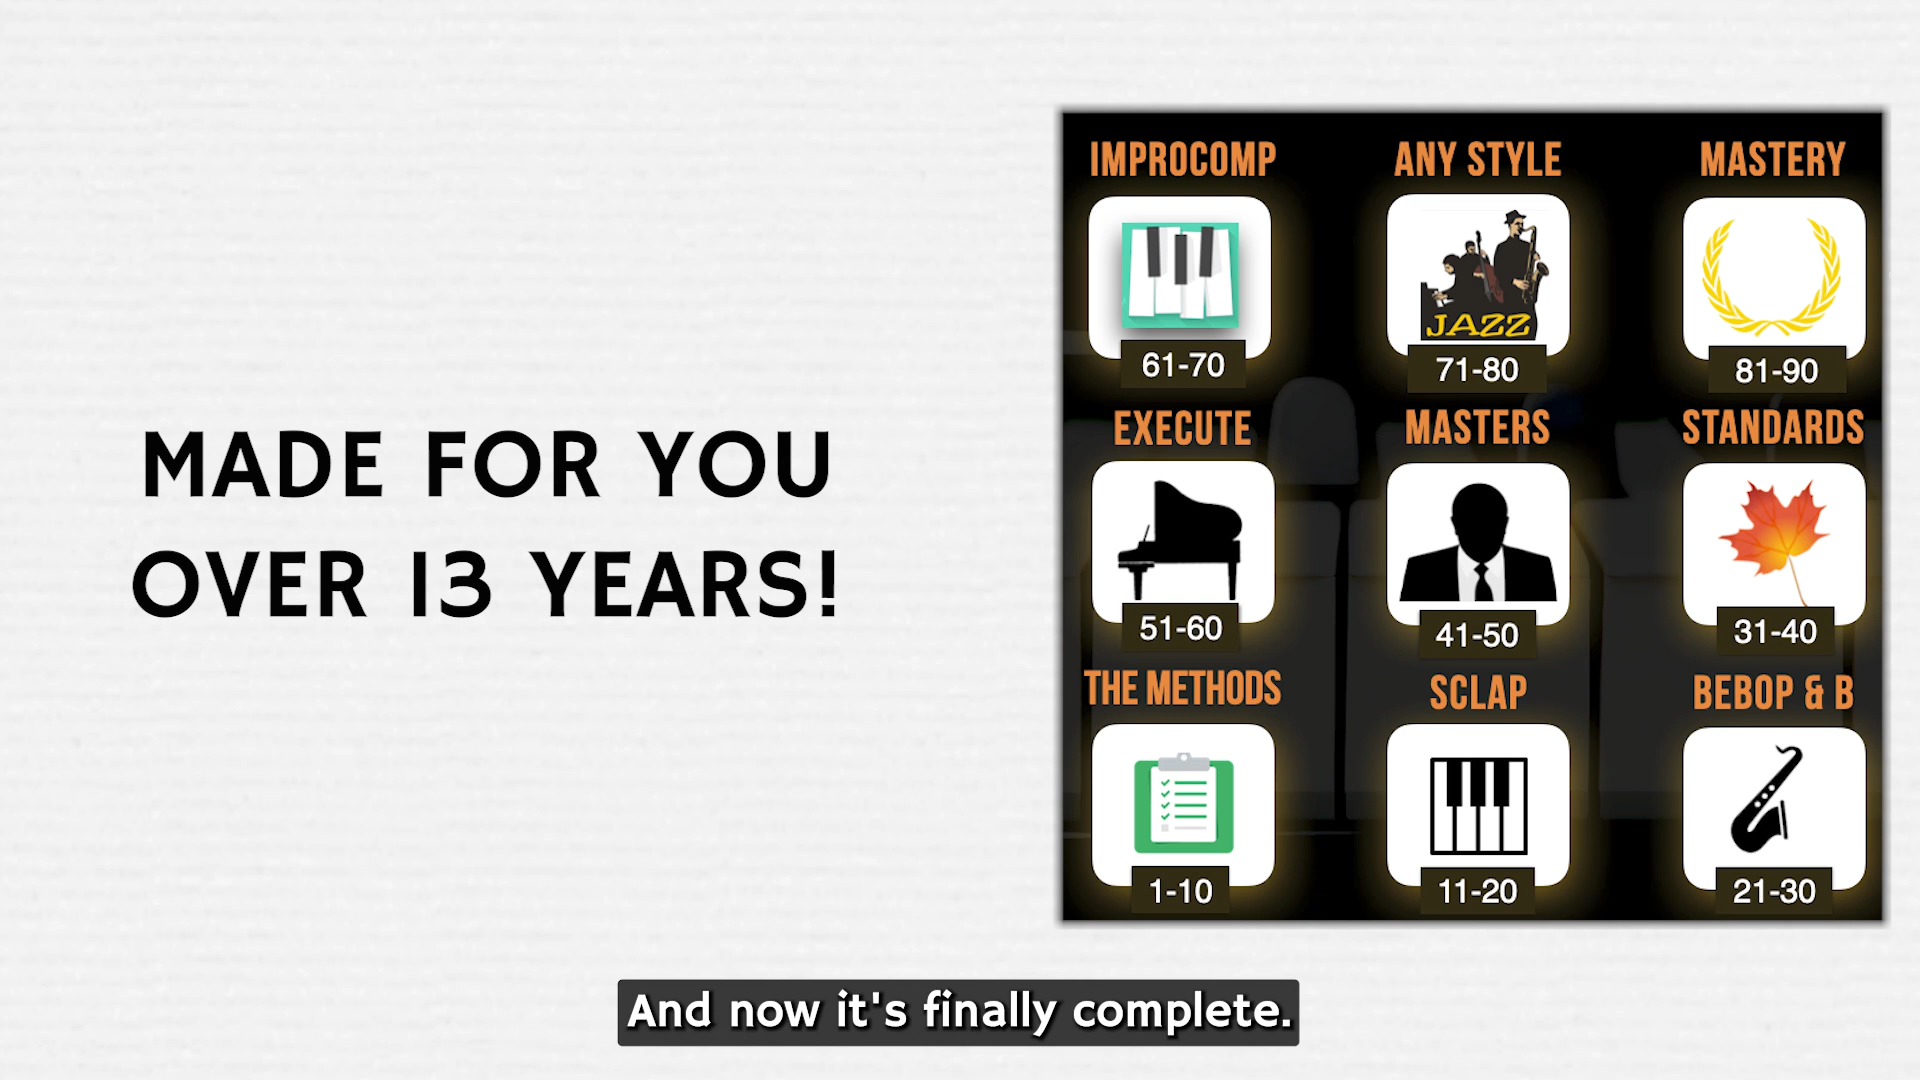 MADE FOR YOU
OVER 13 YEARS!
IMPROCOMP
ANY STYLE
MASTERY
JAZZ
61-70
71-80
81-90
EXECUTE
MASTERS
STANDARDS
51-60
41-50
31-40
THE METHODS
SCLAP
BEBOP & B
1-10
11-20
21-30
And now it's finally complete.